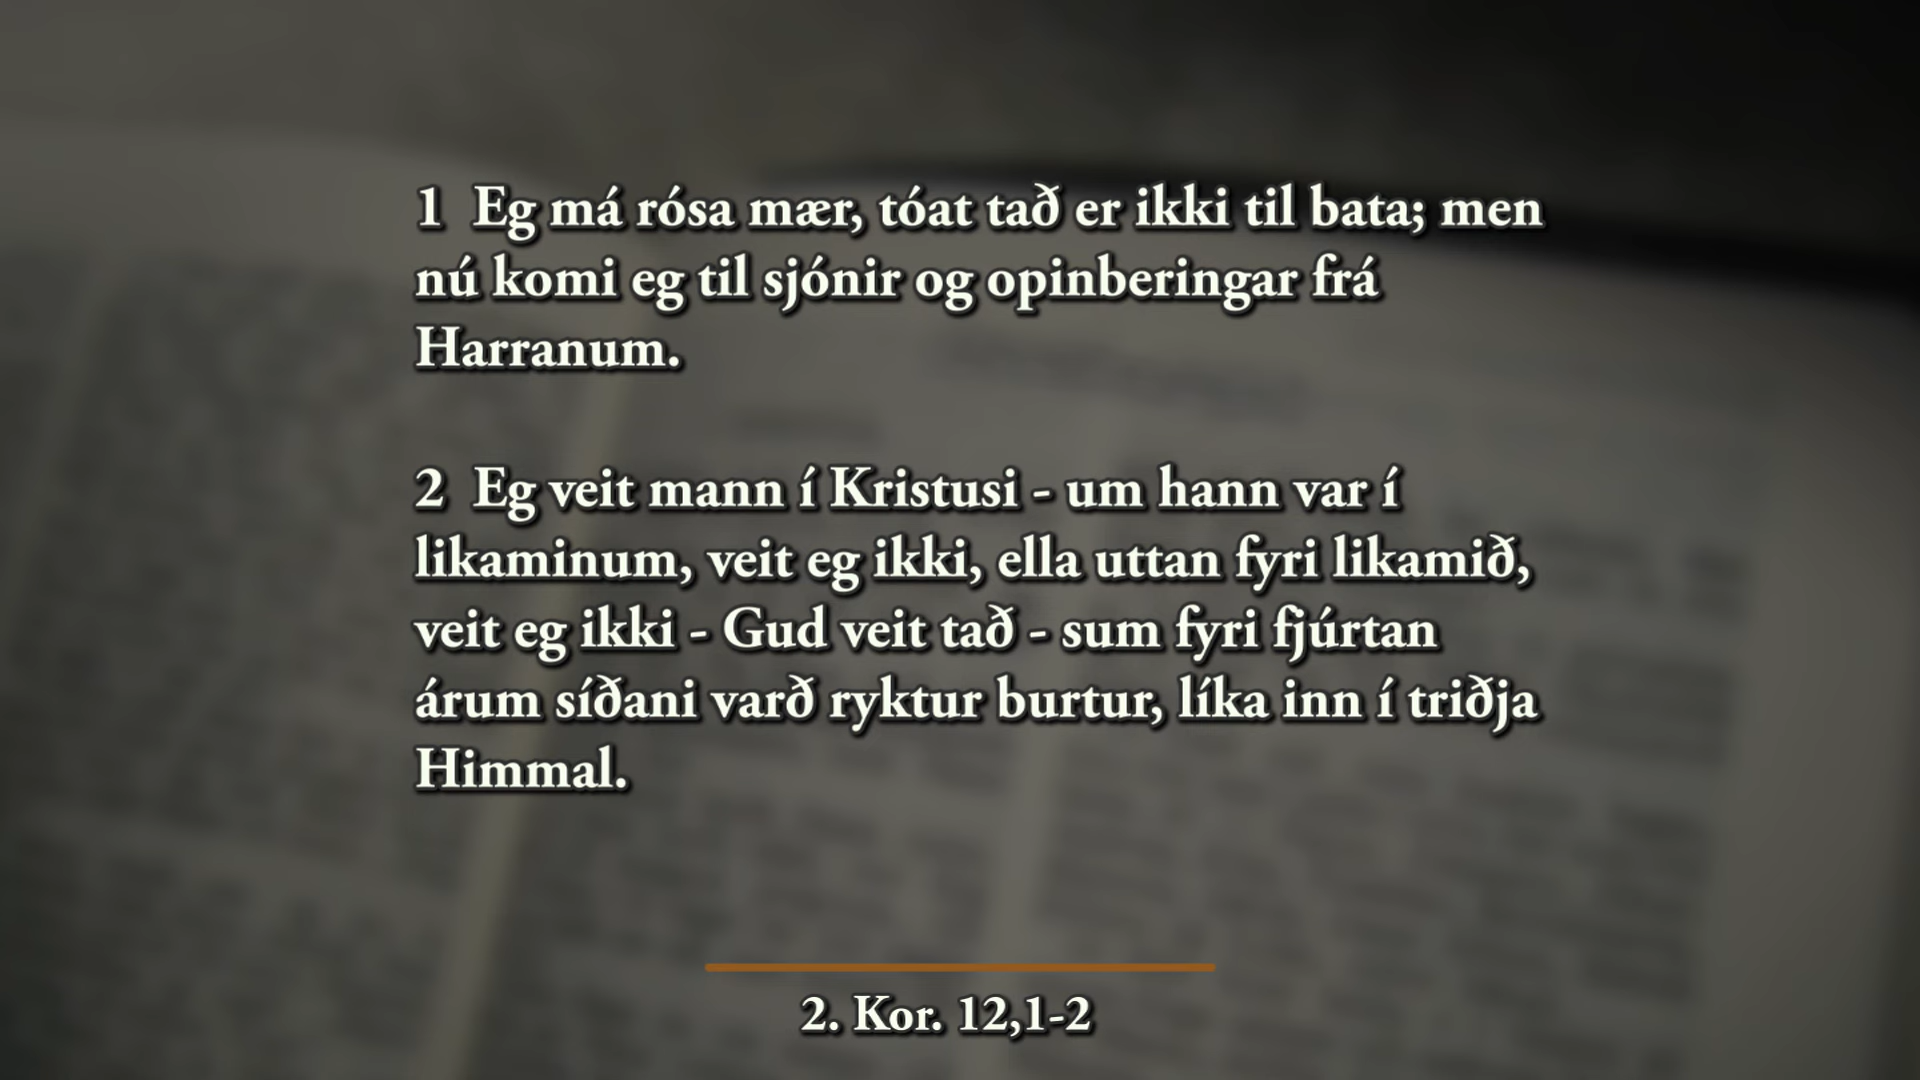 1 Eg má rósa mær, tóat tað er ikki til bata; men
nú komi eg til sjónir og opinberingar frá
Harranum.
2 Eg veit mann í Kristusi - um hann var í
likaminum, veit eg ikki, ella uttan fyri likamið,
veit eg ikki - Gud veit tað - sum fyri fjúrtan
árum síðani varð ryktur burtur, líka inn í triðja
Himmal.
2. Kor. 12,1-2